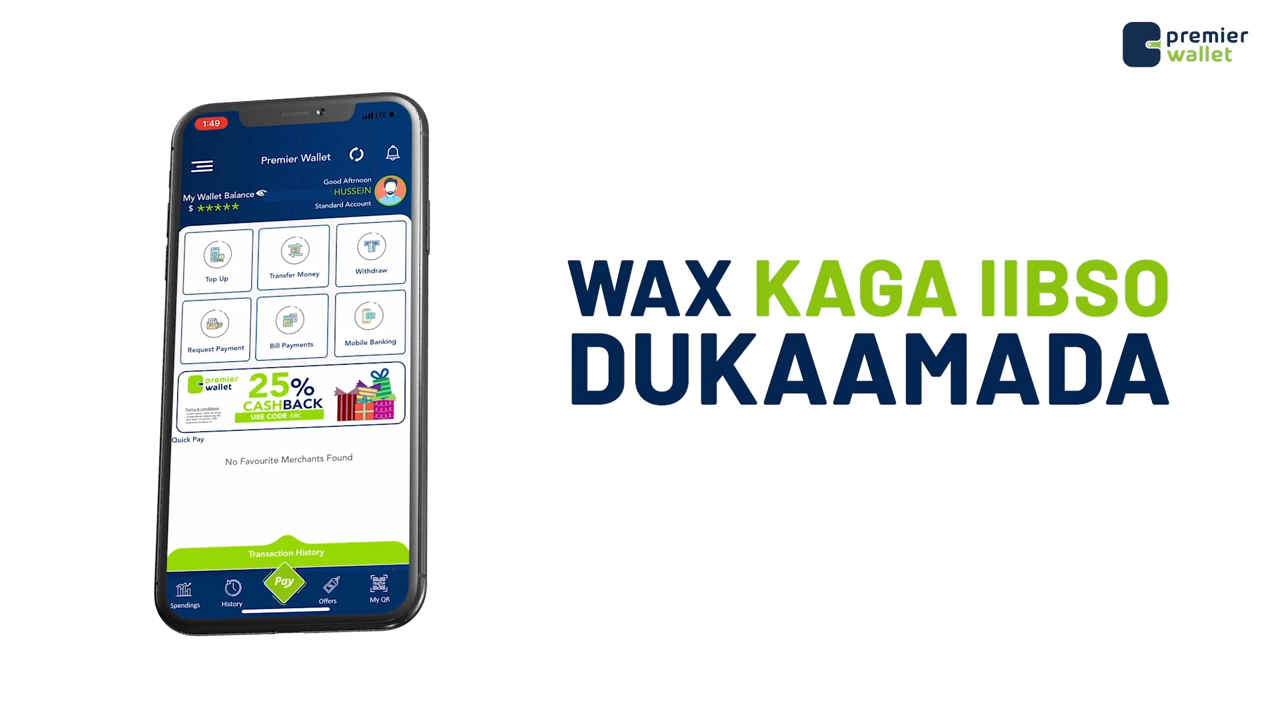 premier
wallet
1:49
LTE
Premier Wallet
Good Aftrnoon
My Wallet Balance
HUSSEIN
$ *****
Standard Account
Top Up
Transfer Money
Withdraw
Request Payment
Bill Payments
Mobile Banking
premier
wallet
25%
CASHBACK
USE CODE ABC
Terms & conditions
Quick Pay
No Favourite Merchants Found
Transaction History
Pay
Spendings
History
Offers
My QR
WAX KAGA IIBSO
DUKAAMADA